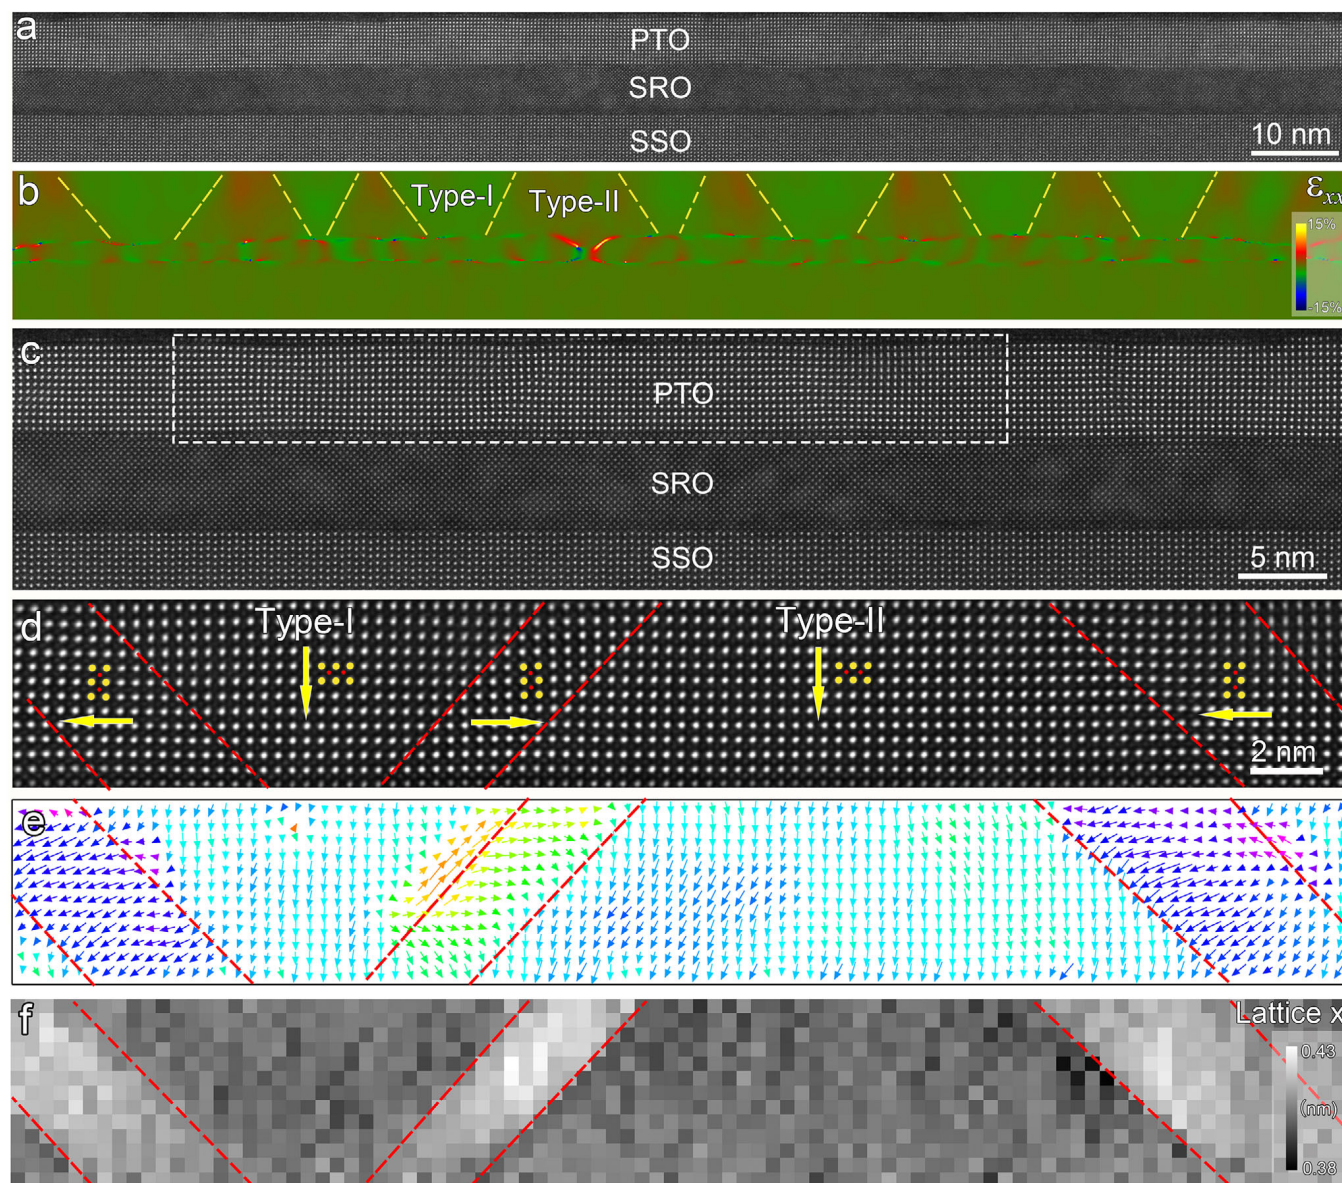 a
PTO
SRO
SSO
10 nm
b
Type-I
Type-II
εxx
15%
-15%
c
PTO
SRO
SSO
5 nm
d
Type-I
Type-II
2 nm
e
f
Lattice x
0.43
(nm)
0.38